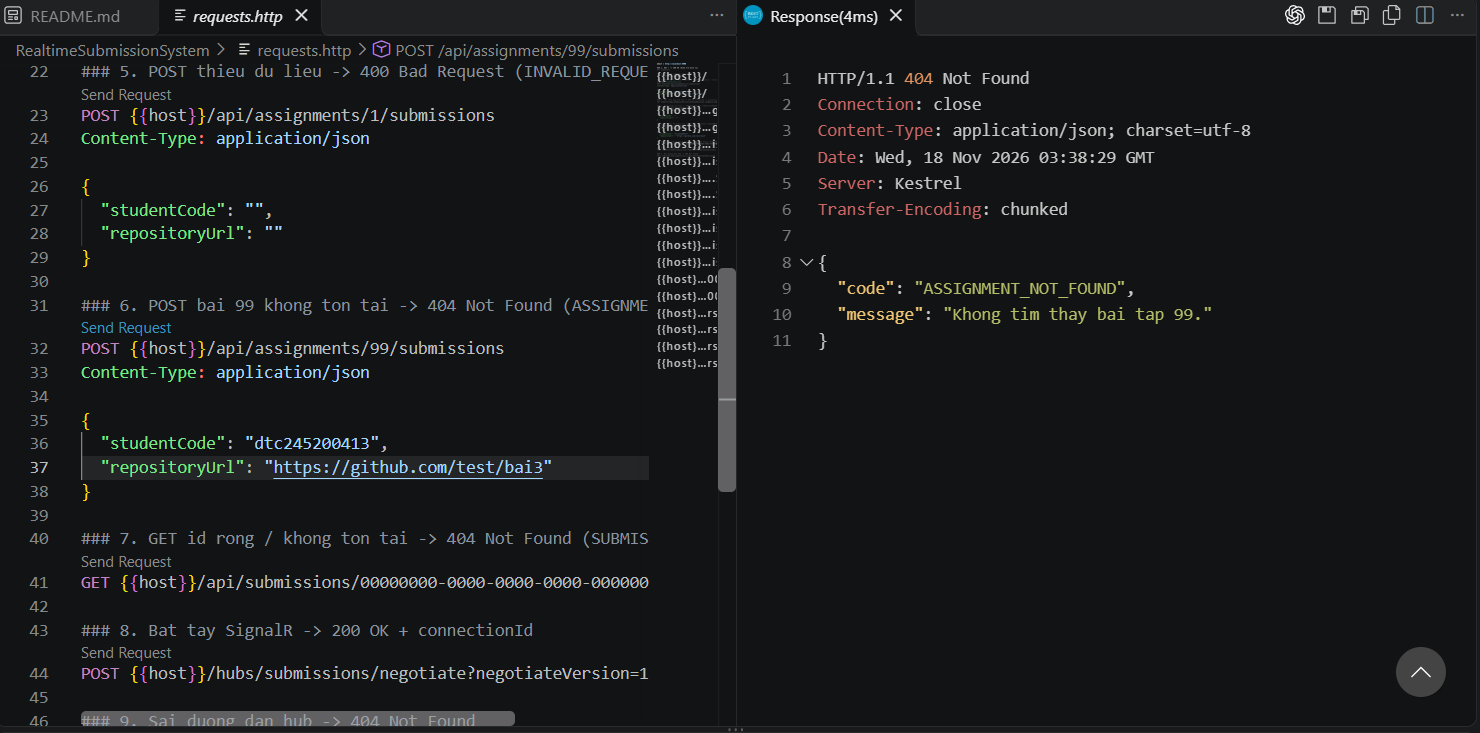 README.md
requests.http
Response(4ms)
RealtimeSubmissionSystem > requests.http > POST /api/assignments/99/submissions
22 ### 5. POST thieu du lieu -> 400 Bad Request (INVALID_REQUE
Send Request
23 POST {{host}}/api/assignments/1/submissions
24 Content-Type: application/json
25
26 {
27 "studentCode": "",
28 "repositoryUrl": ""
29 }
30
31 ### 6. POST bai 99 khong ton tai -> 404 Not Found (ASSIGNME
Send Request
32 POST {{host}}/api/assignments/99/submissions
33 Content-Type: application/json
34
35 {
36 "studentCode": "dtc245200413",
37 "repositoryUrl": "https://github.com/test/bai3"
38 }
39
40 ### 7. GET id rong / khong ton tai -> 404 Not Found (SUBMIS
Send Request
41 GET {{host}}/api/submissions/00000000-0000-0000-0000-000000
42
43 ### 8. Bat tay SignalR -> 200 OK + connectionId
Send Request
44 POST {{host}}/hubs/submissions/negotiate?negotiateVersion=1
45
46 ### 9. Sai duong dan hub -> 404 Not Found
{{host}}/
{{host}}/
1 HTTP/1.1 404 Not Found
2 Connection: close
3 Content-Type: application/json; charset=utf-8
4 Date: Wed, 18 Nov 2026 03:38:29 GMT
5 Server: Kestrel
6 Transfer-Encoding: chunked
7
8 {
9 "code": "ASSIGNMENT_NOT_FOUND",
10 "message": "Khong tim thay bai tap 99."
11 }